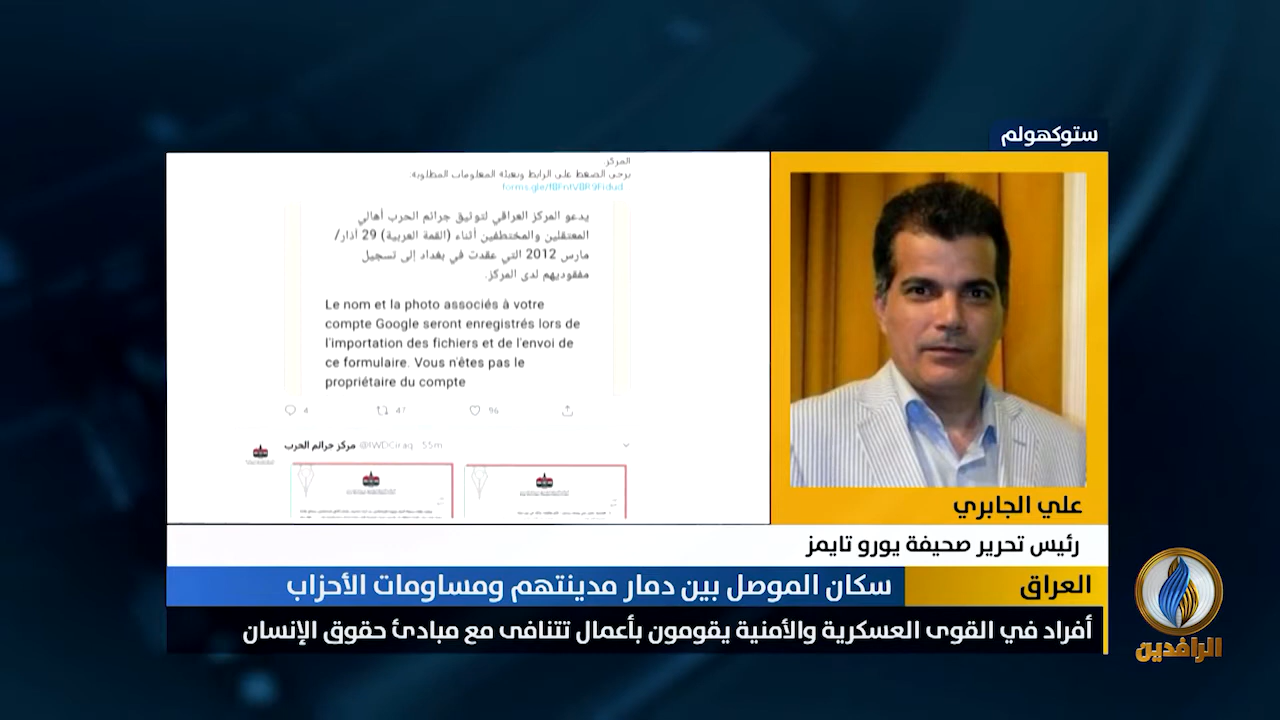 ستوكهولم
المركز.
يرجى الضغط على الرابط وتعبئة المعلومات المطلوبة.
يدعو المركز العراقي لتوثيق جرائم الحرب أهالي
المعتقلين والمختطفين أثناء (القمة العربية) 29 آذار/
مارس 2012 التي عقدت في بغداد إلى تسجيل
مفقوديهم لدى المركز.
Le nom et la photo associés à votre
compte Google seront enregistrés lors de
l'importation des fichiers et de l'envoi de
ce formulaire. Vous n'êtes pas le
propriétaire du compte
4 47 96
مركز جرائم الحرب @IWDCiraq · 55m
علي الجابري
رئيس تحرير صحيفة يورو تايمز
العراق
سكان الموصل بين دمار مدينتهم ومساومات الأحزاب
أفراد في القوى العسكرية والأمنية يقومون بأعمال تتنافى مع مبادئ حقوق الإنسان
الرافدين